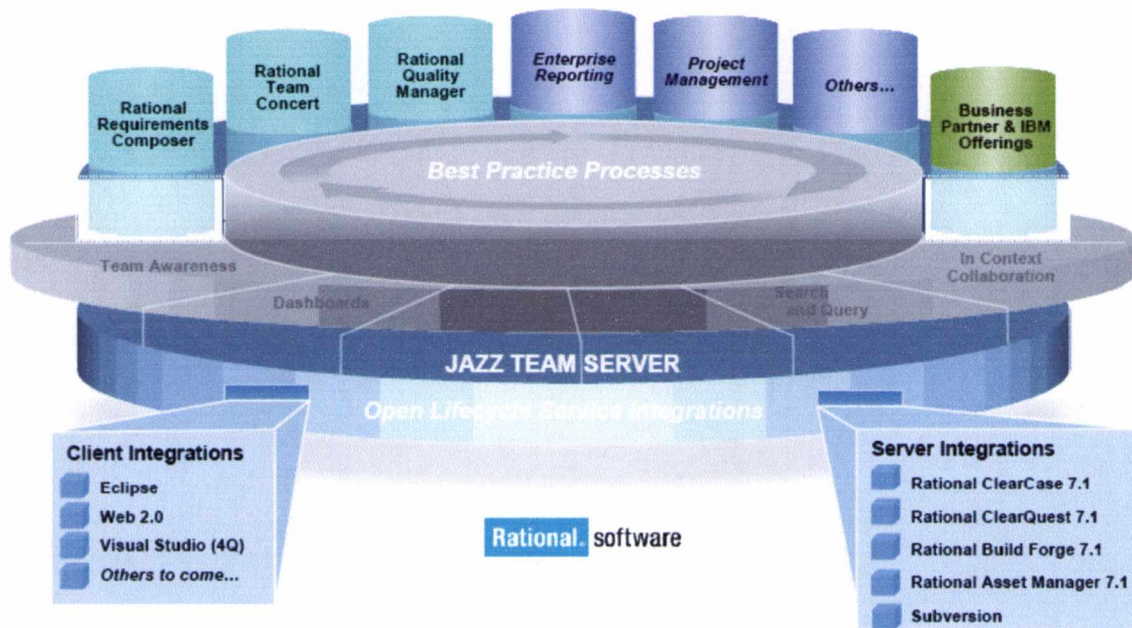 Rational
Requirements
Composer
Rational
Team
Concert
Rational
Quality
Manager
Enterprise
Reporting
Project
Management
Others...
Business
Partner & IBM
Offerings
Best Practice Processes
Team Awareness
In Context
Collaboration
Dashboards
Search
and Query
JAZZ TEAM SERVER
Open Lifecycle Service Integrations
Client Integrations
Eclipse
Web 2.0
Visual Studio (4Q)
Others to come...
Rational. software
Server Integrations
Rational ClearCase 7.1
Rational ClearQuest 7.1
Rational Build Forge 7.1
Rational Asset Manager 7.1
Subversion